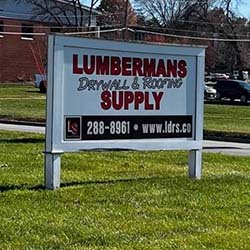 LUMBERMANS
DRYWALL & ROOFING
SUPPLY
288-8961 • www.ldrs.co